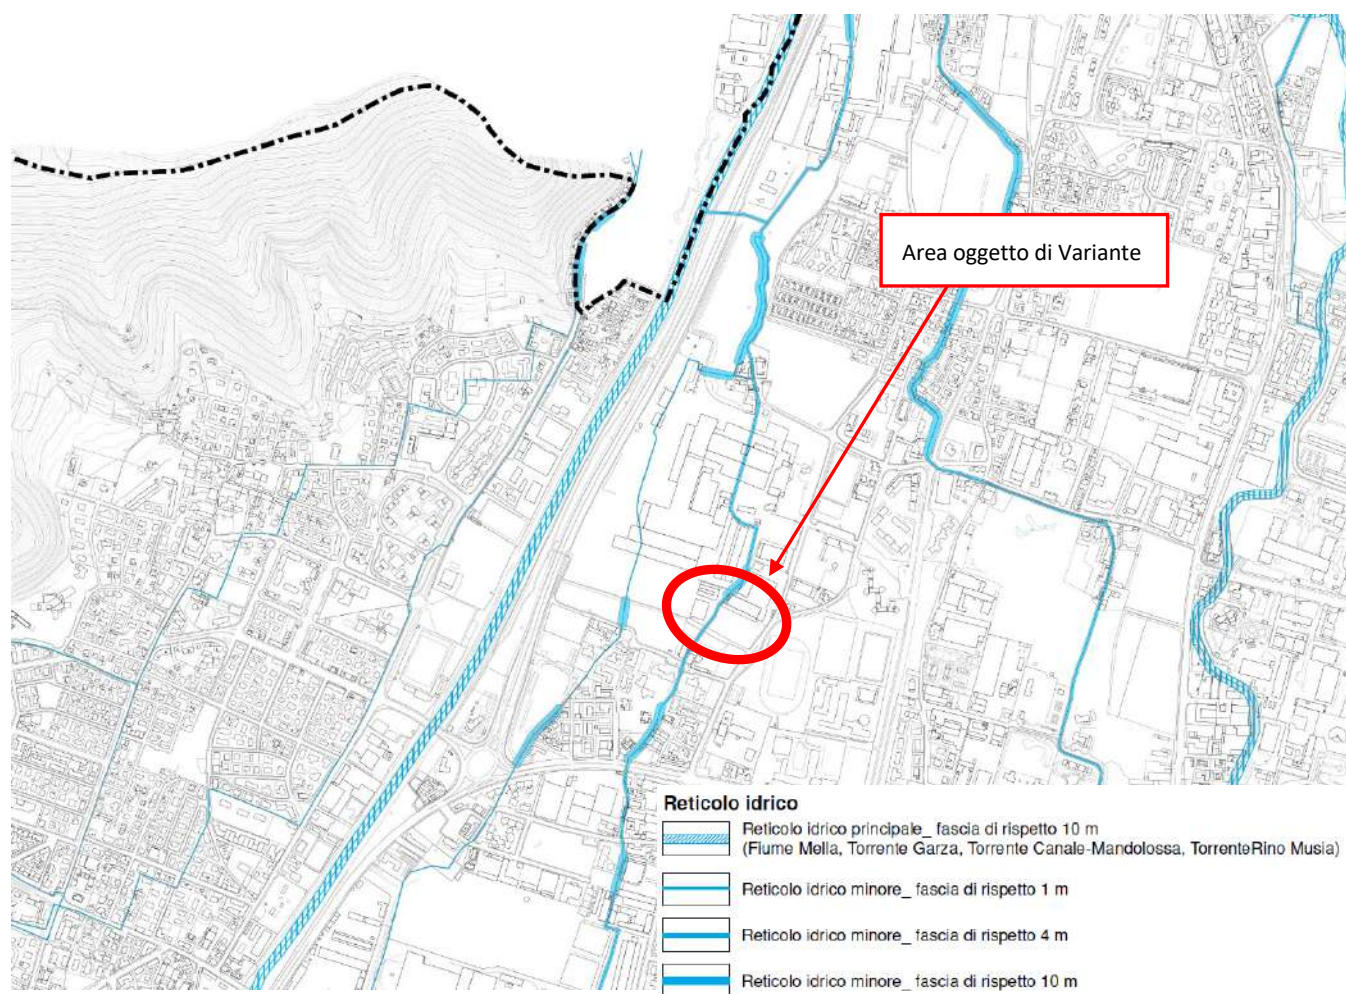 Area oggetto di Variante
Reticolo idrico
Reticolo idrico principale_ fascia di rispetto 10 m
(Fiume Mella, Torrente Garza, Torrente Canale-Mandolossa, TorrenteRino Musia)
Reticolo idrico minore_ fascia di rispetto 1 m
Reticolo idrico minore_ fascia di rispetto 4 m
Reticolo idrico minore_ fascia di rispetto 10 m